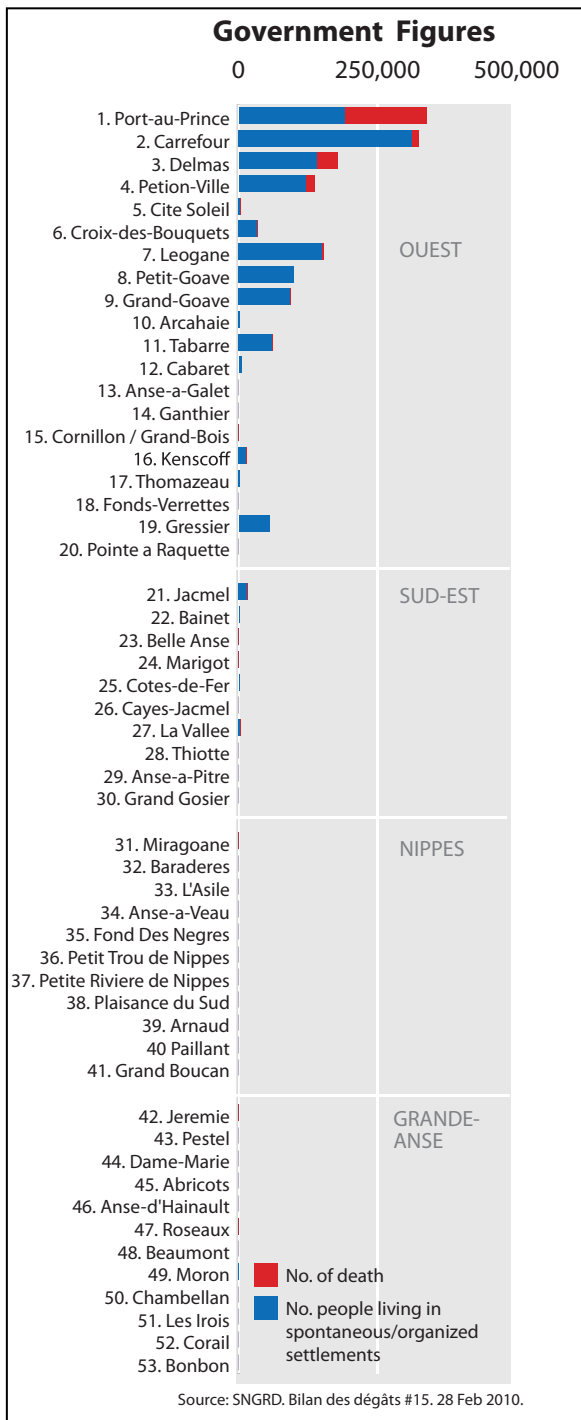 Government Figures
0 250,000 500,000
1. Port-au-Prince
2. Carrefour
3. Delmas
4. Petion-Ville
5. Cite Soleil
6. Croix-des-Bouquets
7. Leogane
OUEST
8. Petit-Goave
9. Grand-Goave
10. Arcahaie
11. Tabarre
12. Cabaret
13. Anse-a-Galet
14. Ganthier
15. Cornillon / Grand-Bois
16. Kenscoff
17. Thomazeau
18. Fonds-Verrettes
19. Gressier
20. Pointe a Raquette
21. Jacmel
SUD-EST
22. Bainet
23. Belle Anse
24. Marigot
25. Cotes-de-Fer
26. Cayes-Jacmel
27. La Vallee
28. Thiotte
29. Anse-a-Pitre
30. Grand Gosier
31. Miragoane
NIPPES
32. Baraderes
33. L'Asile
34. Anse-a-Veau
35. Fond Des Negres
36. Petit Trou de Nippes
37. Petite Riviere de Nippes
38. Plaisance du Sud
39. Arnaud
40 Paillant
41. Grand Boucan
42. Jeremie
GRANDE-
ANSE
43. Pestel
44. Dame-Marie
45. Abricots
46. Anse-d'Hainault
47. Roseaux
48. Beaumont
49. Moron
50. Chambellan
51. Les Irois
52. Corail
53. Bonbon
No. of death
No. people living in
spontaneous/organized
settlements
Source: SNGRD. Bilan des dégâts #15. 28 Feb 2010.